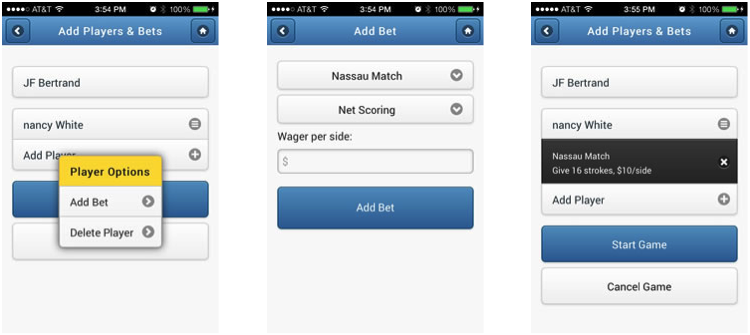 AT&T 3:54 PM 100%
Add Players & Bets
JF Bertrand
nancy White
Add Player
Player Options
Add Bet
Delete Player
AT&T 3:54 PM 100%
Add Bet
Nassau Match
Net Scoring
Wager per side:
$
Add Bet
AT&T 3:55 PM 100%
Add Players & Bets
JF Bertrand
nancy White
Nassau Match
Give 16 strokes, $10/side
Add Player
Start Game
Cancel Game